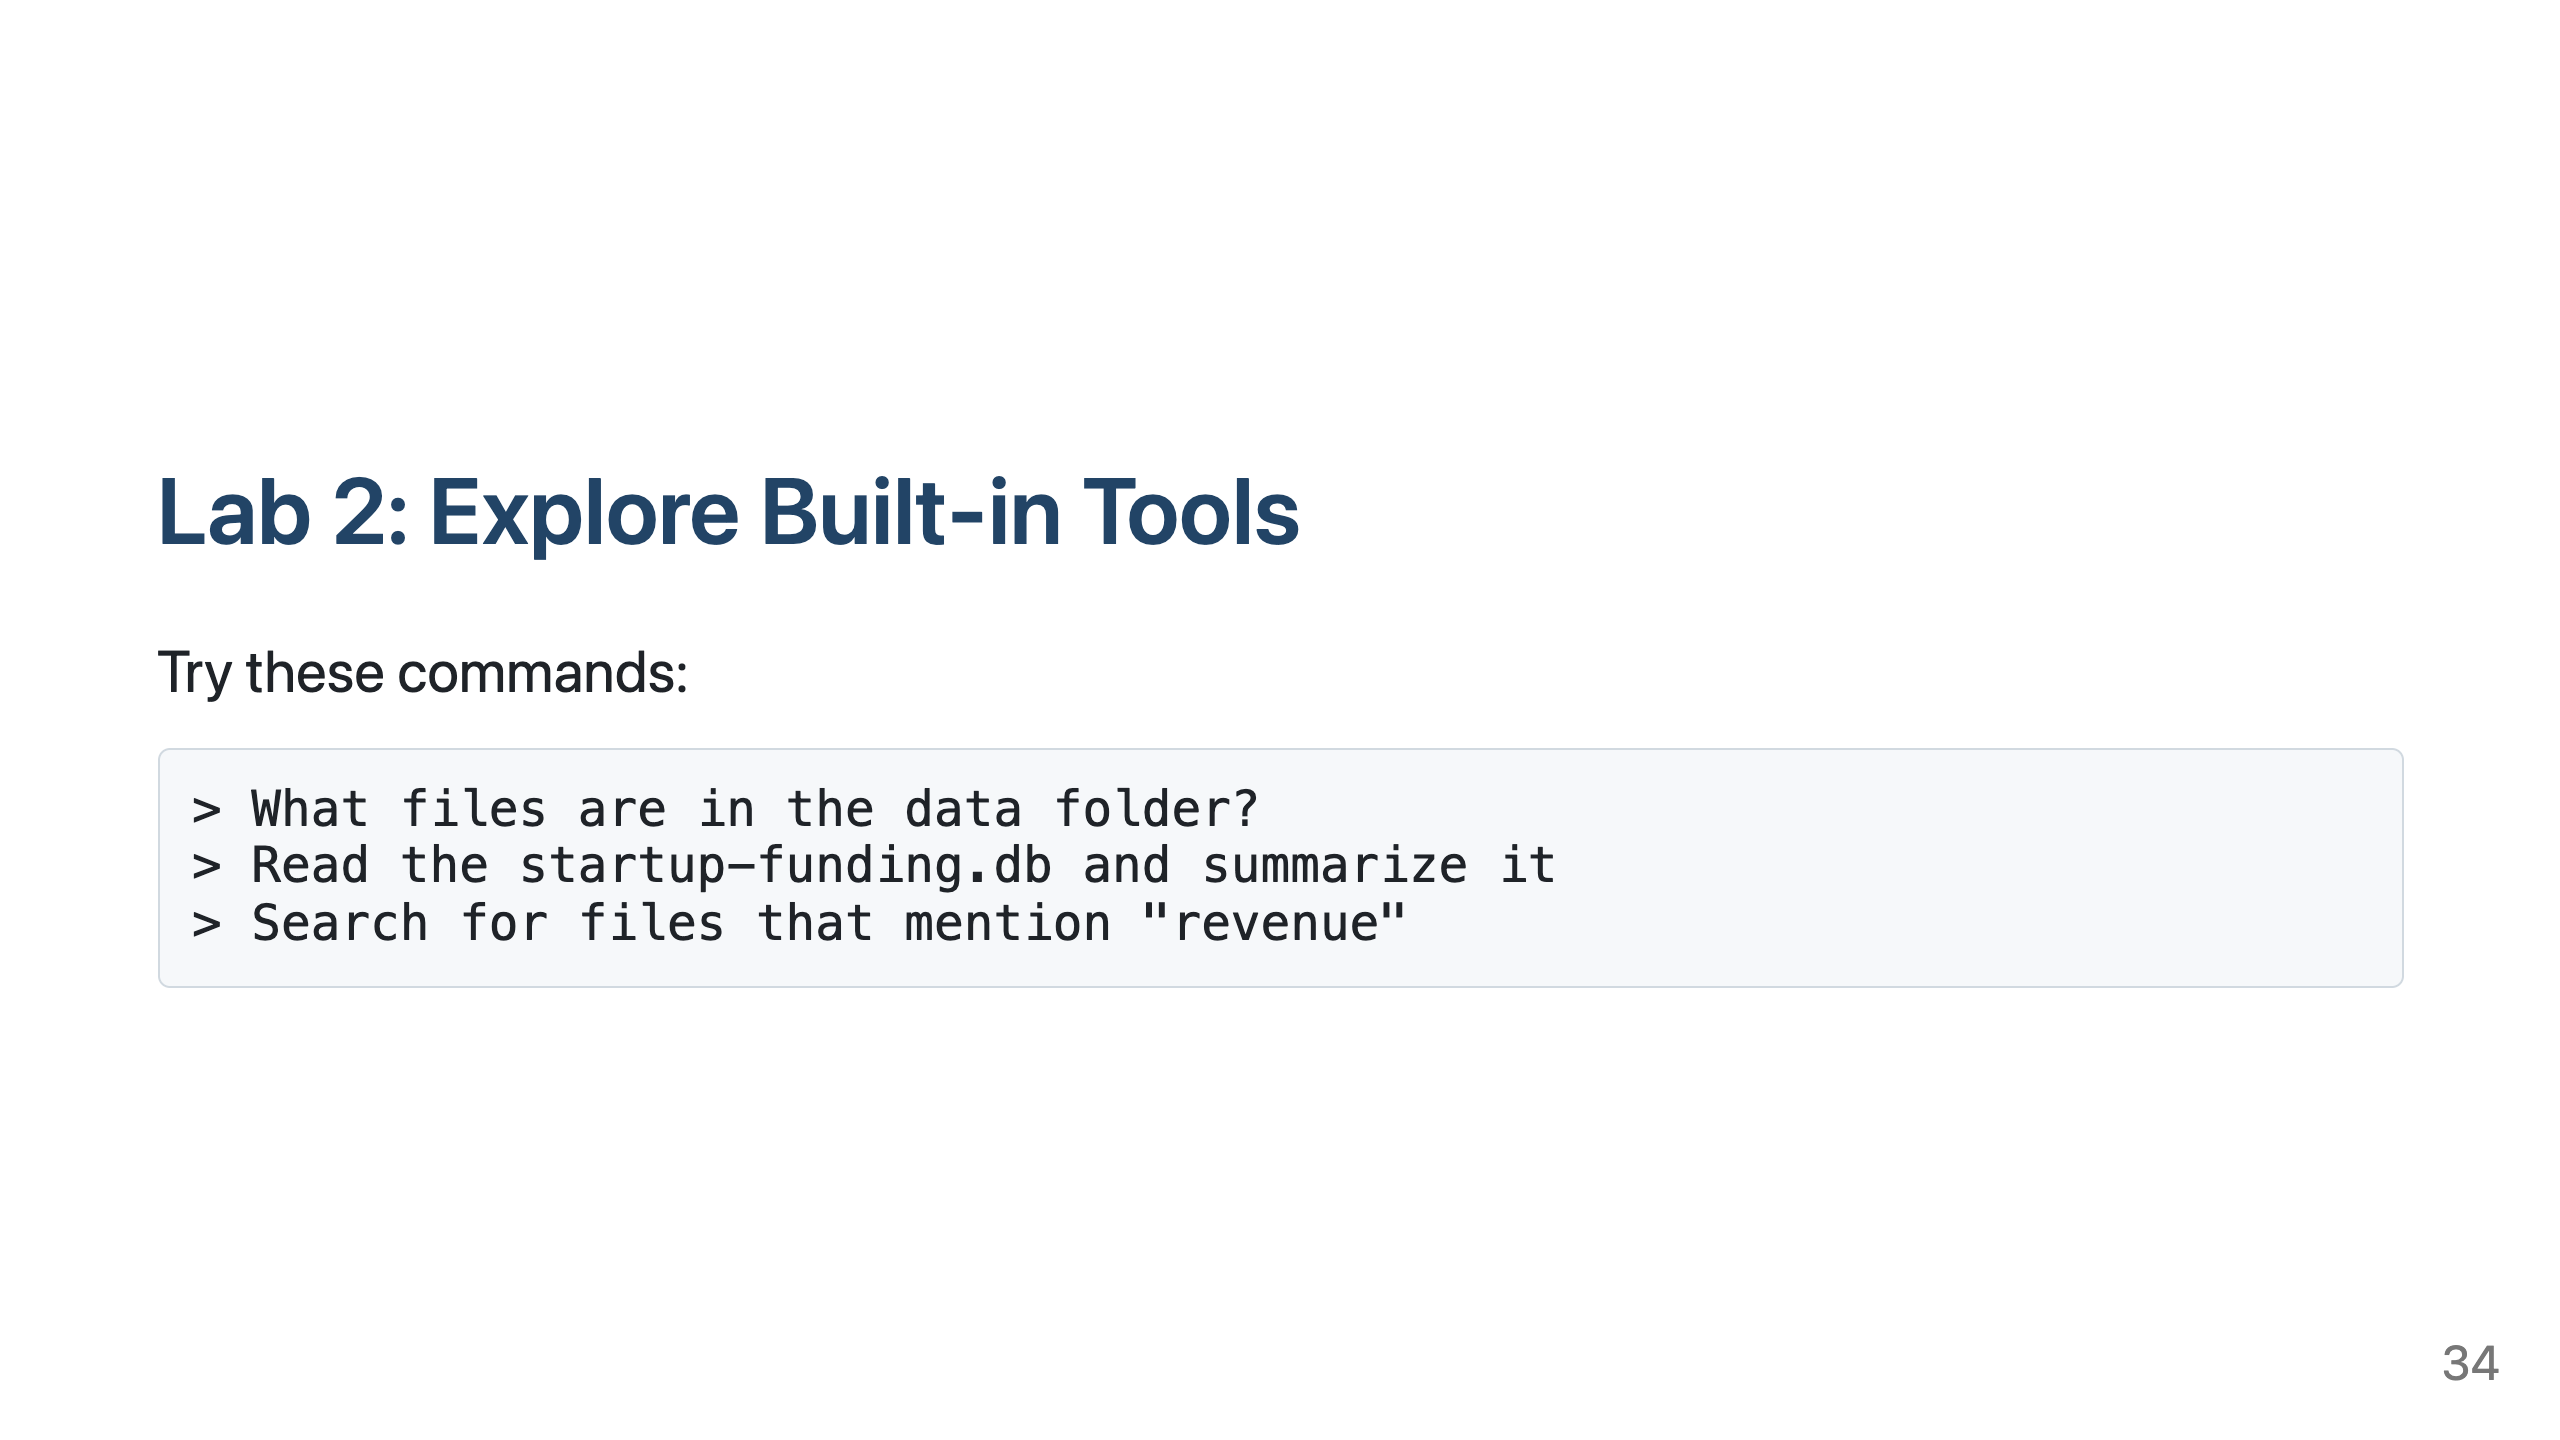 Lab 2: Explore Built-in Tools
Try these commands:
> What files are in the data folder?
> Read the startup-funding.db and summarize it
> Search for files that mention "revenue"
34